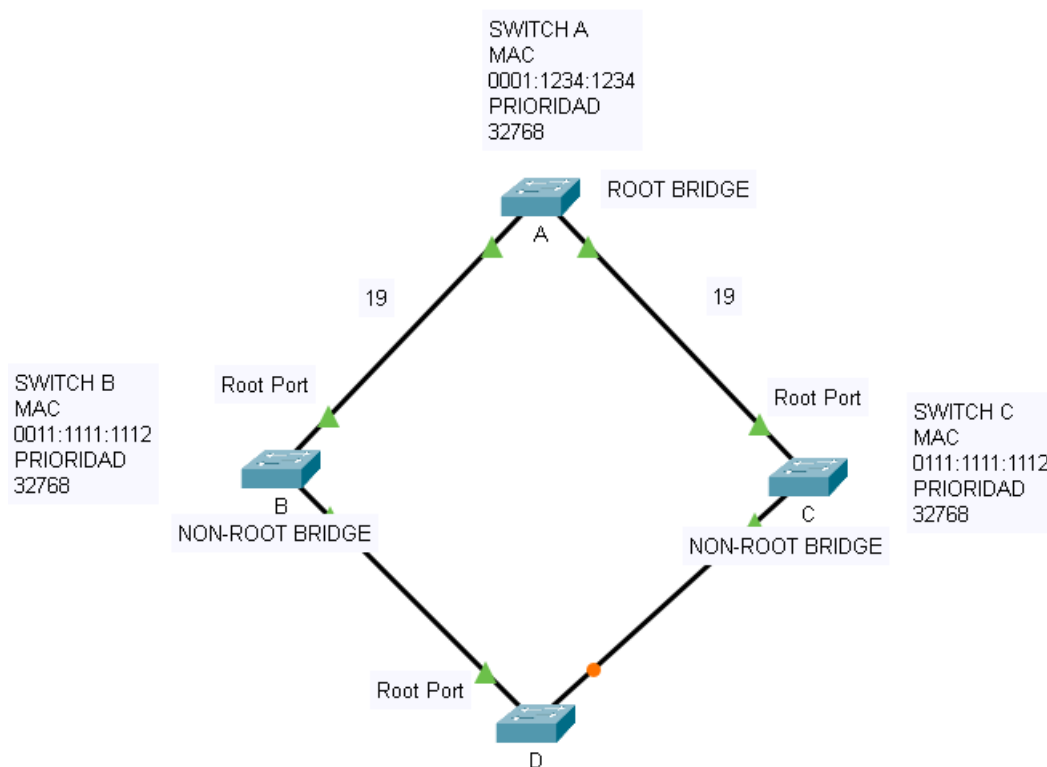 SWITCH A
MAC
0001:1234:1234
PRIORIDAD
32768
ROOT BRIDGE
A
19
19
Root Port
Root Port
SWITCH B
MAC
0011:1111:1112
PRIORIDAD
32768
SWITCH C
MAC
0111:1111:1112
PRIORIDAD
32768
B
C
NON-ROOT BRIDGE
NON-ROOT BRIDGE
Root Port
D